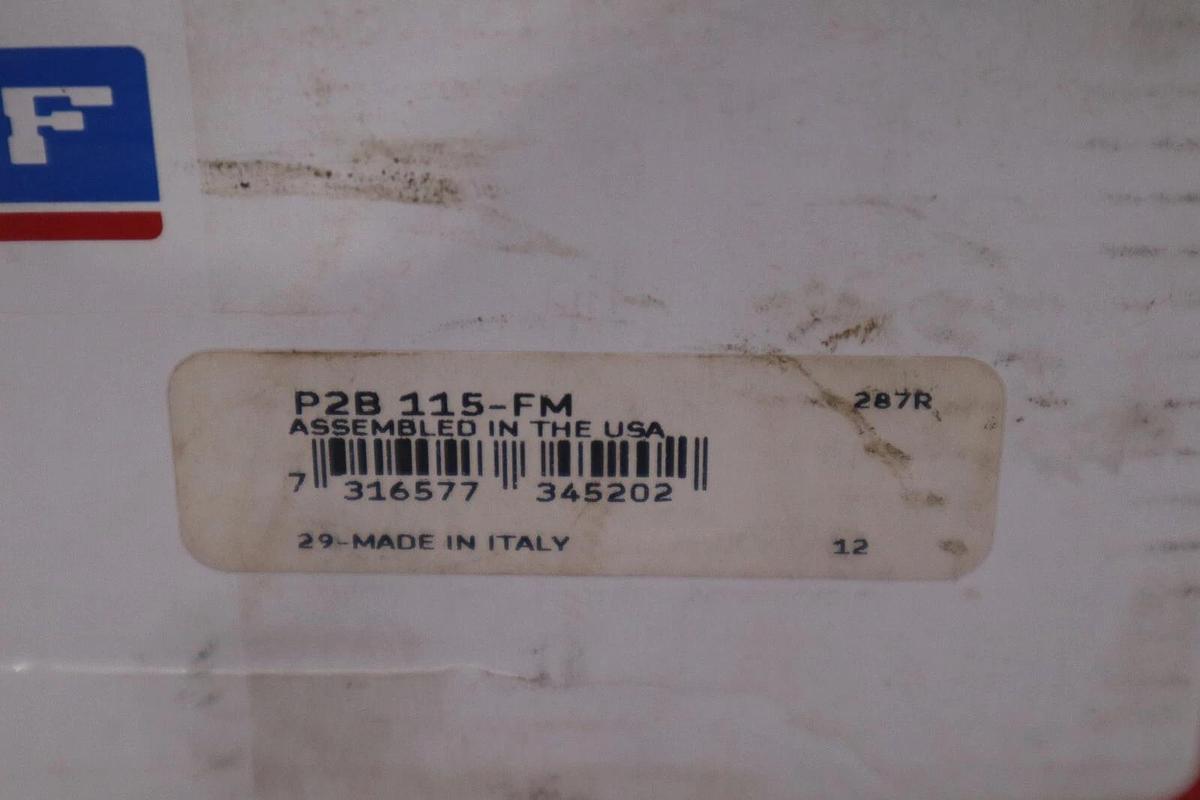 F
P2B 115-FM
287R
ASSEMBLED IN THE USA
7 316577 345202
29-MADE IN ITALY
12